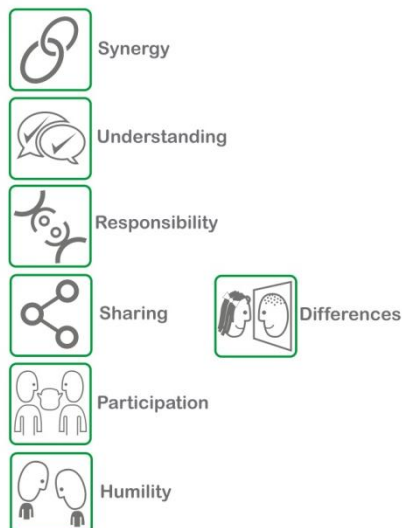 Synergy
Understanding
Responsibility
Sharing
Differences
Participation
Humility